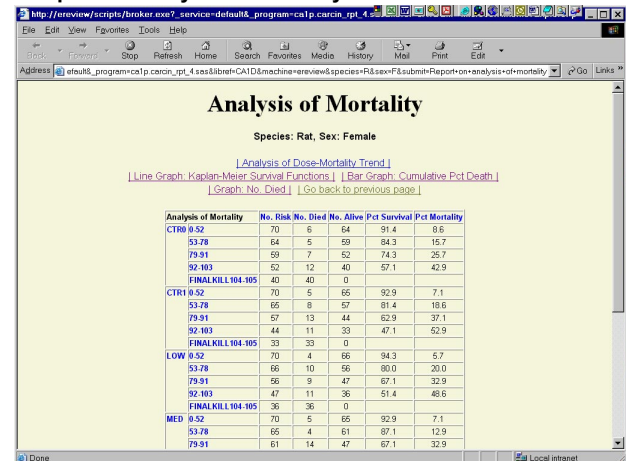 http://ereview/scripts/broker.exe?_service=default&_program=ca1p.carcin_rpt_4.s
File Edit View Favorites Tools Help
Back Forward Stop Refresh Home Search Favorites Media History Mail Print Edit
Address efault&_program=ca1p.carcin_rpt_4.sas&libref=CA1D&machine=ereview&species=R&sex=F&submit=Report+on+analysis+of+mortality Go Links »
Analysis of Mortality
Species: Rat, Sex: Female
| Analysis of Dose-Mortality Trend |
| Line Graph: Kaplan-Meier Survival Functions | | Bar Graph: Cumulative Pct Death |
| Graph: No. Died | | Go back to previous page |
Analysis of Mortality No. Risk No. Died No. Alive Pct Survival Pct Mortality
CTR0 0-52 70 6 64 91.4 8.6
53-78 64 5 59 84.3 15.7
79-91 59 7 52 74.3 25.7
92-103 52 12 40 57.1 42.9
FINALKILL104-105 40 40 0
CTR1 0-52 70 5 65 92.9 7.1
53-78 65 8 57 81.4 18.6
79-91 57 13 44 62.9 37.1
92-103 44 11 33 47.1 52.9
FINALKILL104-105 33 33 0
LOW 0-52 70 4 66 94.3 5.7
53-78 66 10 56 80.0 20.0
79-91 56 9 47 67.1 32.9
92-103 47 11 36 51.4 48.6
FINALKILL104-105 36 36 0
MED 0-52 70 5 65 92.9 7.1
53-78 65 4 61 87.1 12.9
79-91 61 14 47 67.1 32.9
Done Local intranet